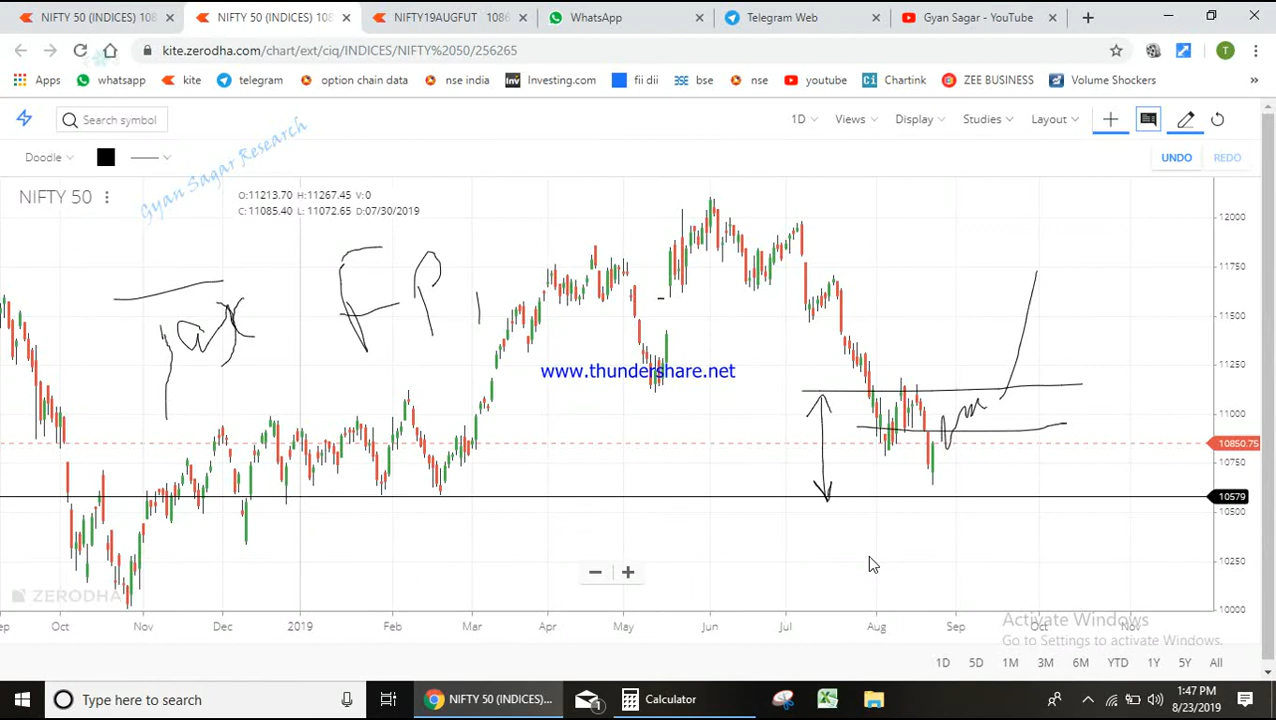 NIFTY 50 (INDICES) 108
NIFTY 50 (INDICES) 108
NIFTY19AUGFUT 1086
WhatsApp
Telegram Web
Gyan Sagar - YouTube
kite.zerodha.com/chart/ext/ciq/INDICES/NIFTY%2050/256265
T
Apps whatsapp kite telegram option chain data nse india Inv Investing.com fii dii bse nse youtube Ci Chartink ZEE BUSINESS Volume Shockers »
Search symbol
1D Views Display Studies Layout
Doodle
UNDO REDO
Gyan Sagar Research
NIFTY 50
O:11213.70 H:11267.45 V:0
C:11085.40 L: 11072.65 D:07/30/2019
12000
11750
11500
11250
11000
10850.75
10750
10579
10500
10250
10000
Tax FPI
www.thundershare.net
ZERODHA
ep Oct Nov Dec 2019 Feb Mar Apr May Jun Jul Aug Sep Oct Nov
Activate Windows
Go to Settings to activate Windows.
1D 5D 1M 3M 6M YTD 1Y 5Y All
Type here to search
NIFTY 50 (INDICES)...
1
Calculator
1:47 PM
8/23/2019